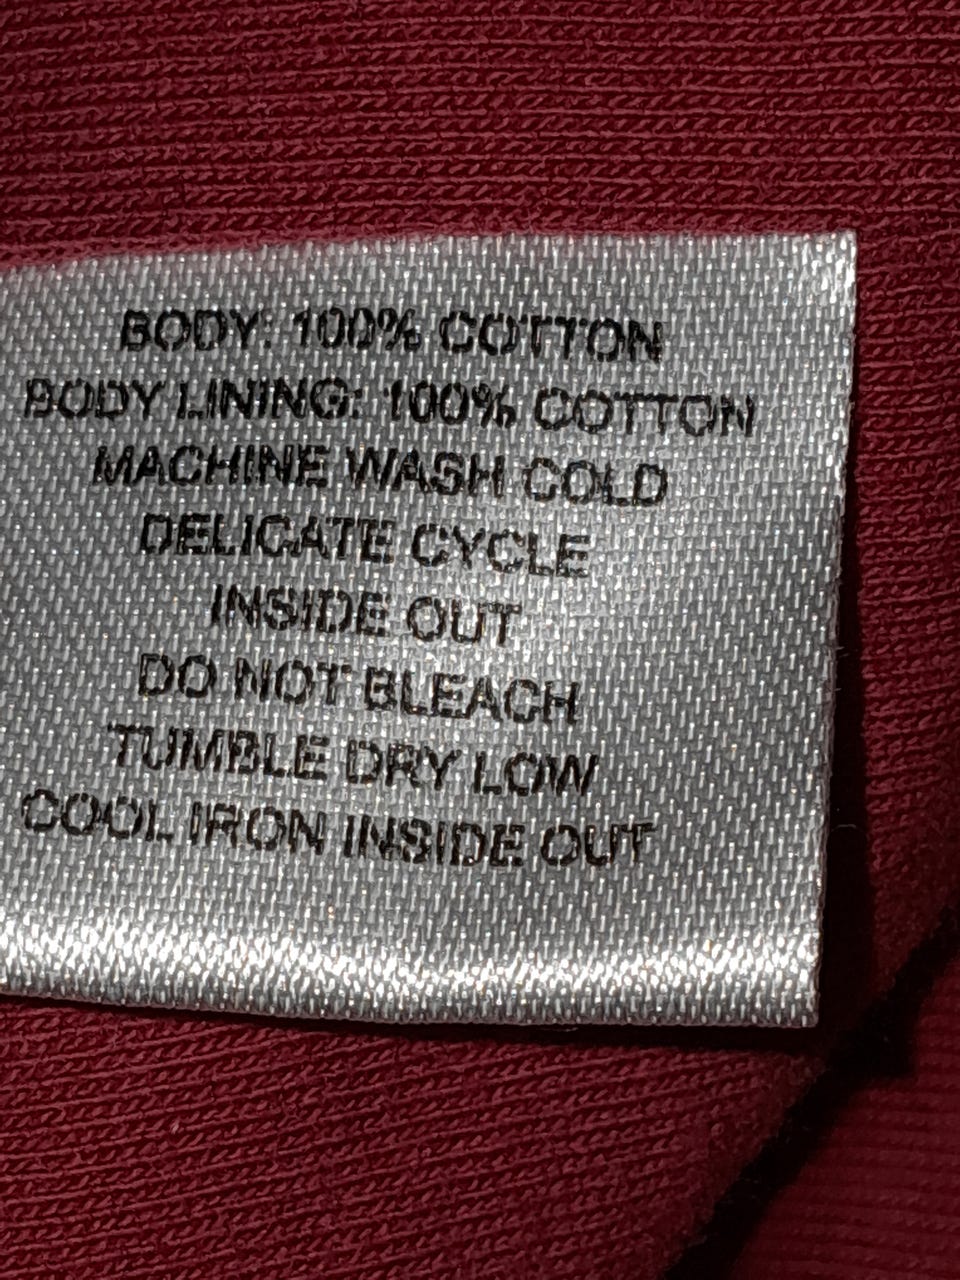 BODY: 100% COTTON
BODY LINING: 100% COTTON
MACHINE WASH COLD
DELICATE CYCLE
INSIDE OUT
DO NOT BLEACH
TUMBLE DRY LOW
COOL IRON INSIDE OUT